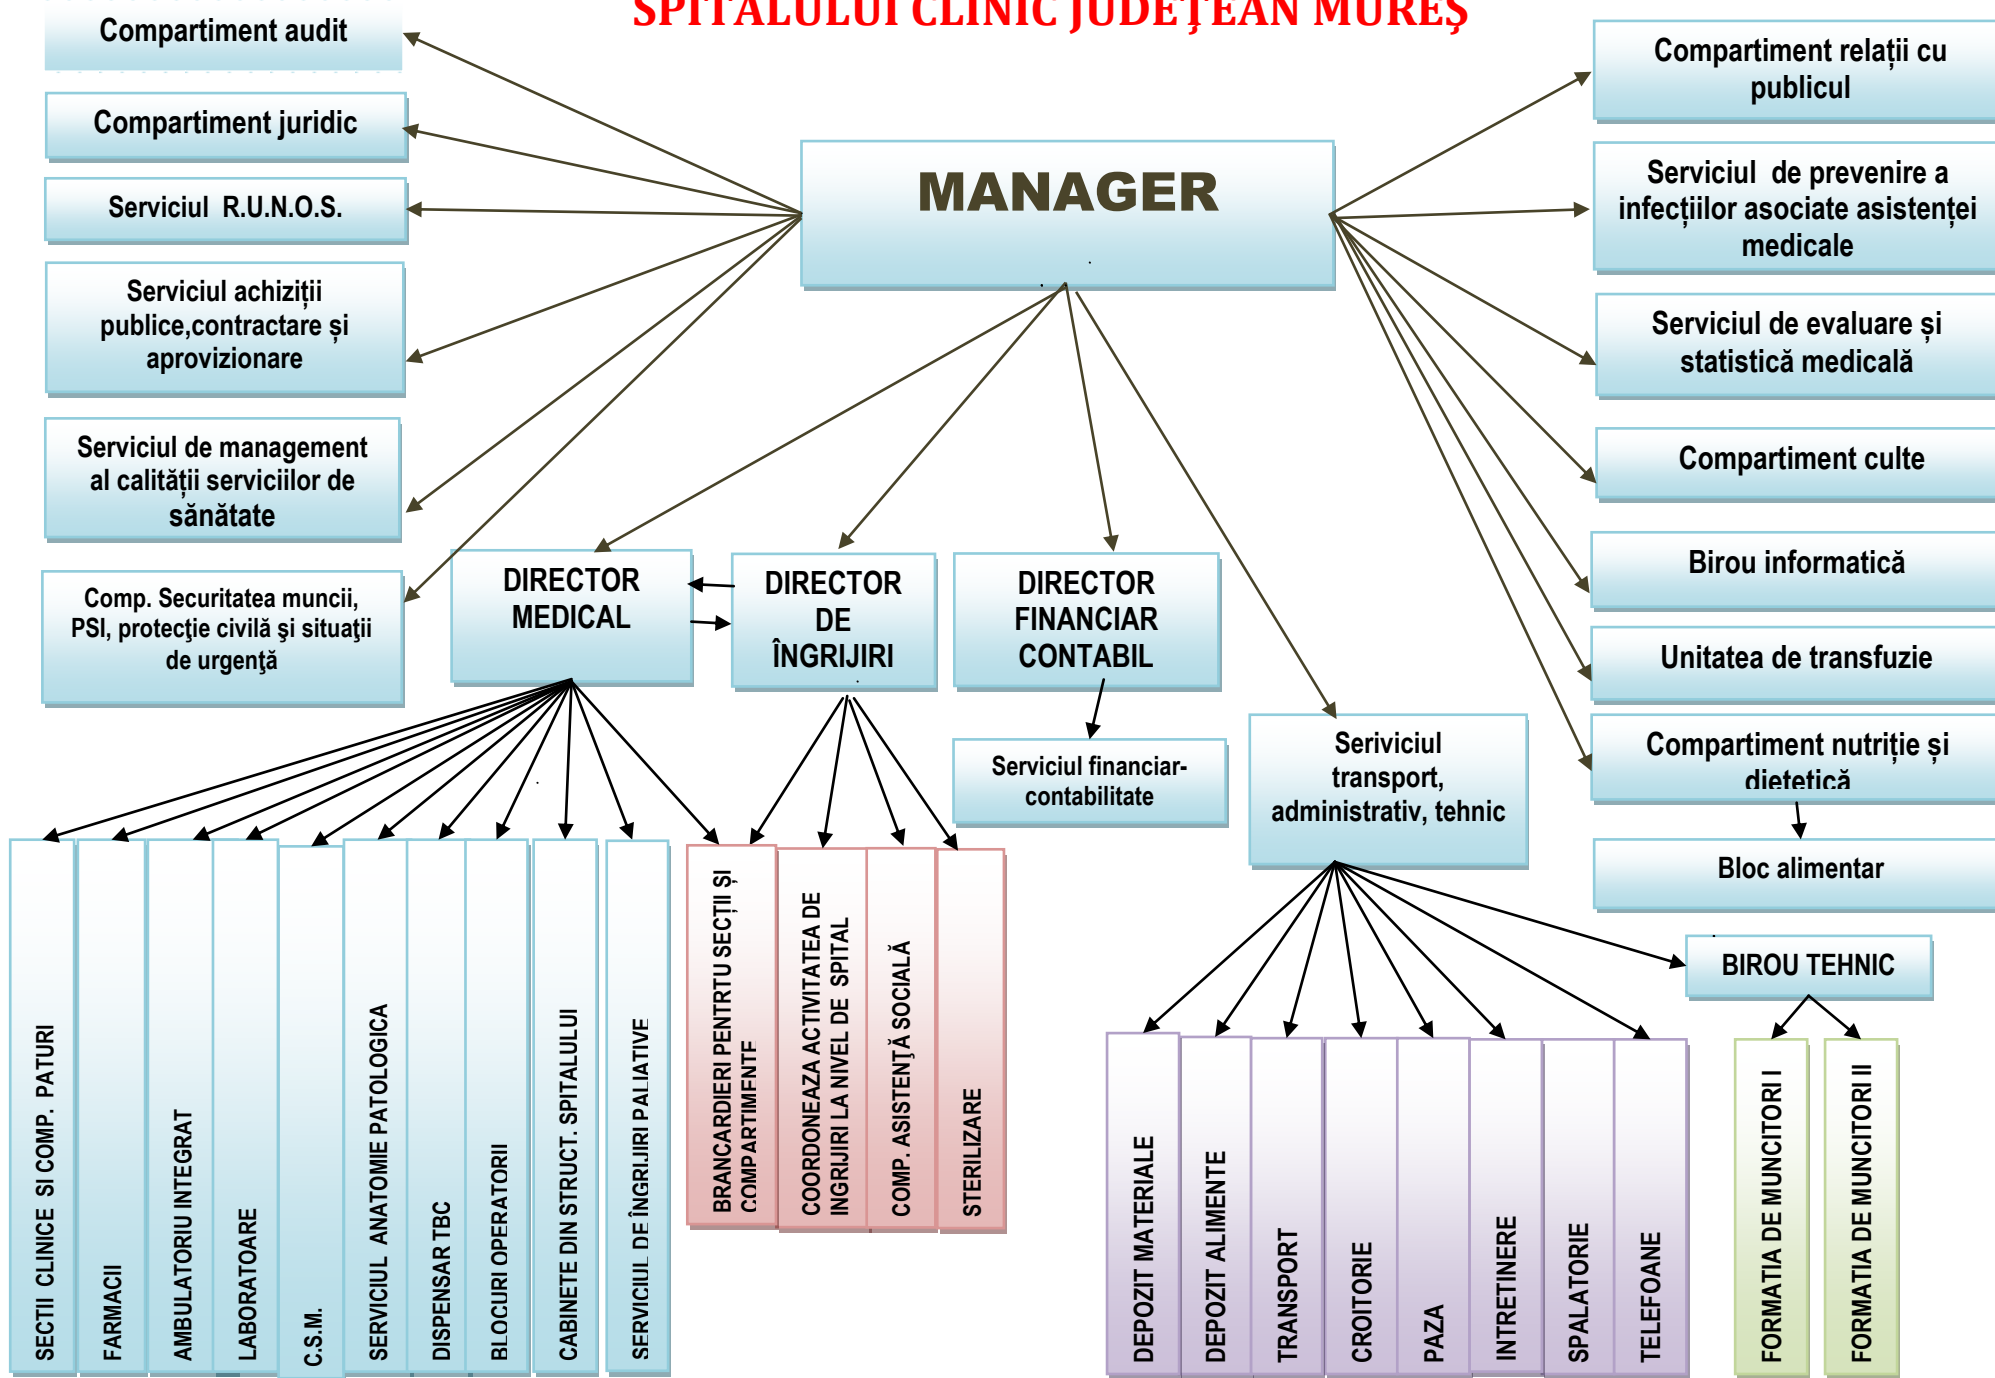 SPITALULUI CLINIC JUDEȚEAN MUREȘ
Compartiment audit
Compartiment juridic
Serviciul R.U.N.O.S.
Serviciul achiziții
publice,contractare și
aprovizionare
Serviciul de management
al calității serviciilor de
sănătate
Comp. Securitatea muncii,
PSI, protecţie civilă şi situaţii
de urgenţă
MANAGER
Compartiment relații cu
publicul
Serviciul de prevenire a
infecțiilor asociate asistenței
medicale
Serviciul de evaluare și
statistică medicală
Compartiment culte
Birou informatică
Unitatea de transfuzie
Compartiment nutriție și
dietetică
Bloc alimentar
DIRECTOR
MEDICAL
DIRECTOR
DE
ÎNGRIJIRI
DIRECTOR
FINANCIAR
CONTABIL
Serviciul financiar-
contabilitate
Seriviciul
transport,
administrativ, tehnic
BIROU TEHNIC
SECTII CLINICE SI COMP. PATURI
FARMACII
AMBULATORIU INTEGRAT
LABORATOARE
C.S.M.
SERVICIUL ANATOMIE PATOLOGICA
DISPENSAR TBC
BLOCURI OPERATORII
CABINETE DIN STRUCT. SPITALULUI
SERVICIUL DE ÎNGRIJIRI PALIATIVE
BRANCARDIERI PENTRTU SECȚII ȘI
COMPARTIMENTE
COORDONEAZA ACTIVITATEA DE
INGRIJIRI LA NIVEL DE SPITAL
COMP. ASISTENŢĂ SOCIALĂ
STERILIZARE
DEPOZIT MATERIALE
DEPOZIT ALIMENTE
TRANSPORT
CROITORIE
PAZA
INTRETINERE
SPALATORIE
TELEFOANE
FORMATIA DE MUNCITORI I
FORMATIA DE MUNCITORI II